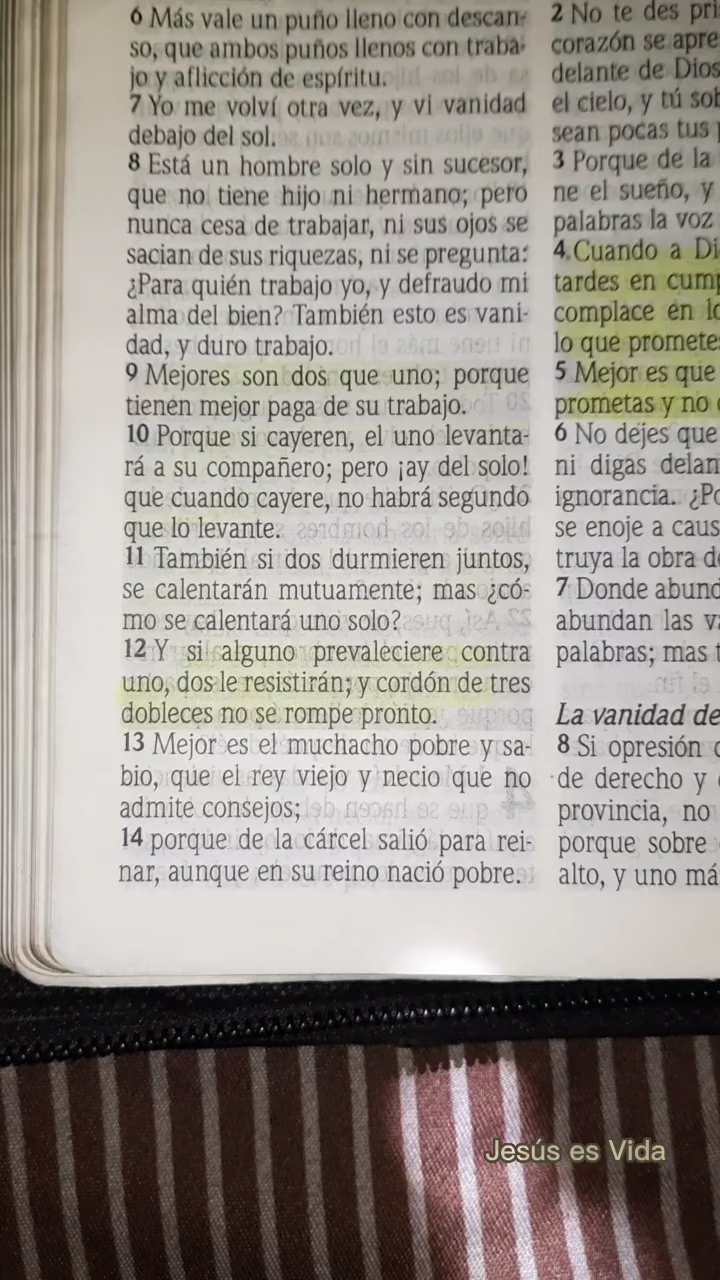 6 Más vale un puño lleno con descan-
so, que ambos puños llenos con traba-
jo y aflicción de espíritu.
7 Yo me volví otra vez, y vi vanidad
debajo del sol.
8 Está un hombre solo y sin sucesor,
que no tiene hijo ni hermano; pero
nunca cesa de trabajar, ni sus ojos se
sacian de sus riquezas, ni se pregunta:
¿Para quién trabajo yo, y defraudo mi
alma del bien? También esto es vani-
dad, y duro trabajo.
9 Mejores son dos que uno; porque
tienen mejor paga de su trabajo.
10 Porque si cayeren, el uno levanta-
rá a su compañero; pero ¡ay del solo!
que cuando cayere, no habrá segundo
que lo levante.
11 También si dos durmieren juntos,
se calentarán mutuamente; mas ¿có-
mo se calentará uno solo?
12 Y si alguno prevaleciere contra
uno, dos le resistirán; y cordón de tres
dobleces no se rompe pronto.
13 Mejor es el muchacho pobre y sa-
bio, que el rey viejo y necio que no
admite consejos;
14 porque de la cárcel salió para rei-
nar, aunque en su reino nació pobre.
2 No te des
corazón se
delante de Dios
el cielo, y tú
sean pocas tus
3 Porque de la
ne el sueño, y
palabras la voz
4 Cuando a
tardes en
complace en
lo que
5 Mejor es que
prometas y no
6 No dejes que
ni digas
ignorancia.
se enoje a
truya la obra
7 Donde
abundan las
palabras; mas
La vanidad
8 Si opresión
de derecho y
provincia, no
porque sobre
alto, y uno
Jesús es Vida